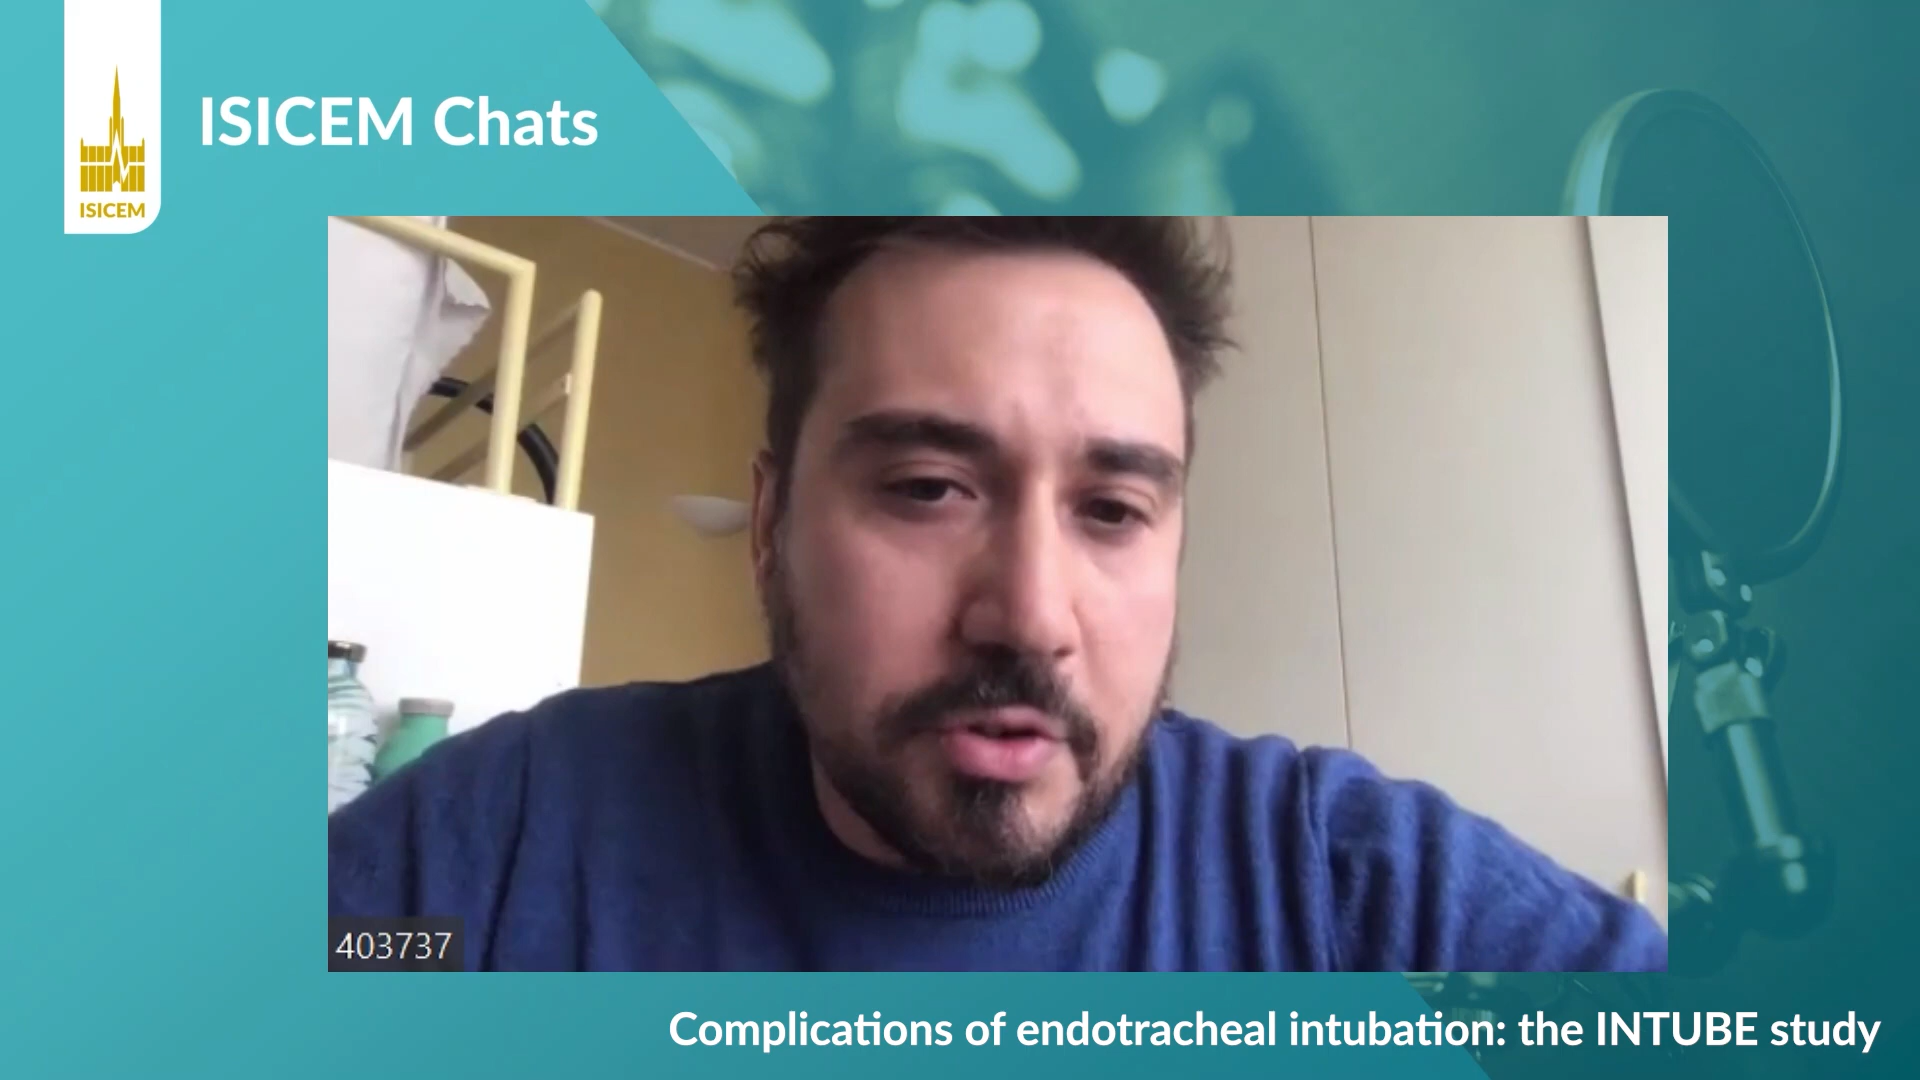 ISICEM Chats
ISICEM
403737
Complications of endotracheal intubation: the INTUBE study